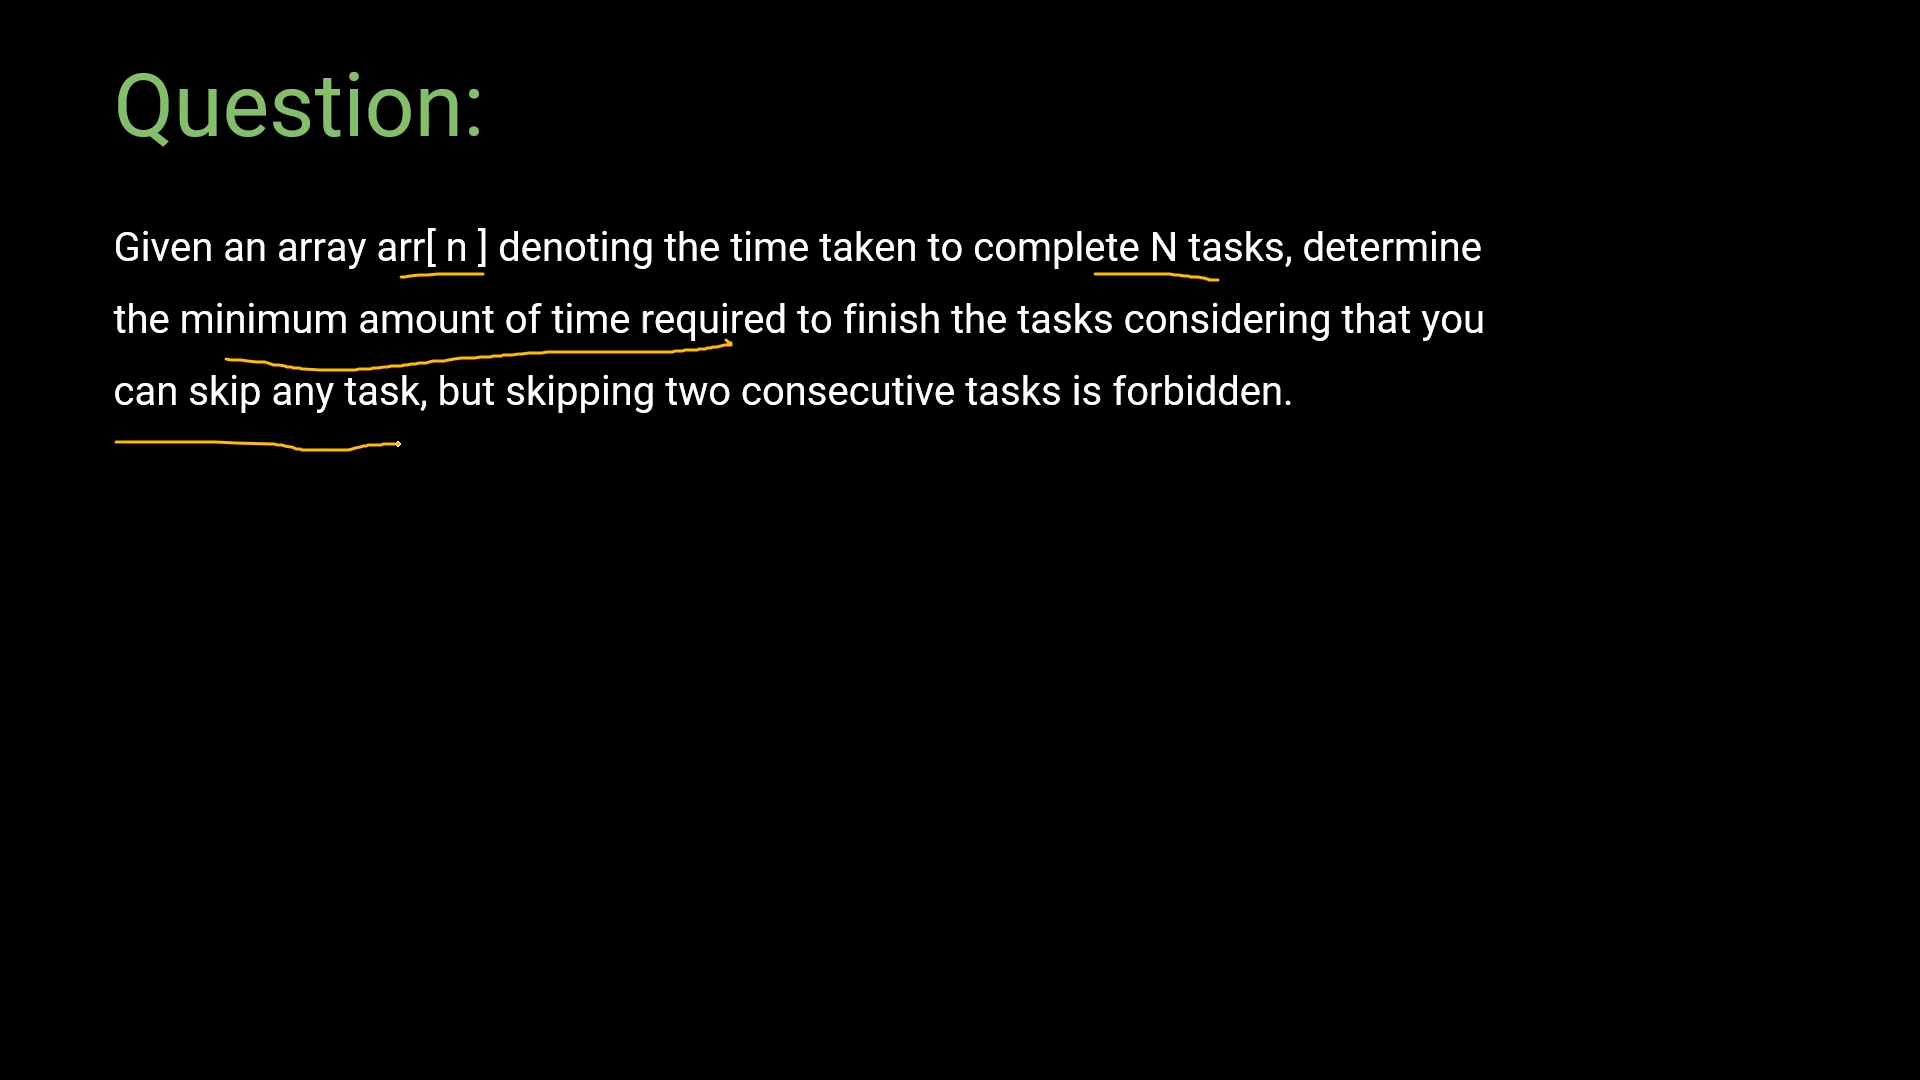 Question:
Given an array arr[ n ] denoting the time taken to complete N tasks, determine
the minimum amount of time required to finish the tasks considering that you
can skip any task, but skipping two consecutive tasks is forbidden.